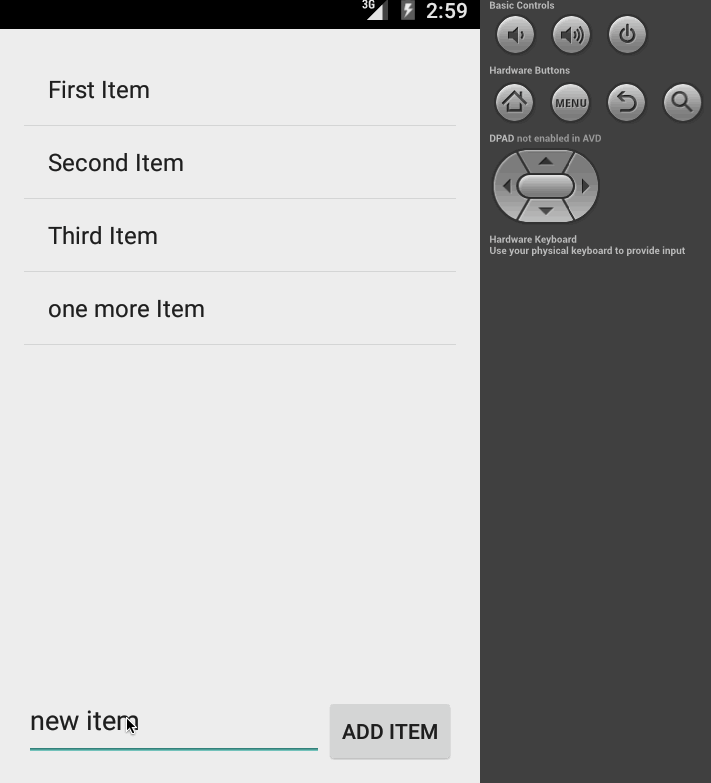 3G 2:59
First Item
Second Item
Third Item
one more Item
new item
ADD ITEM
Basic Controls
Hardware Buttons
MENU
DPAD not enabled in AVD
Hardware Keyboard
Use your physical keyboard to provide input